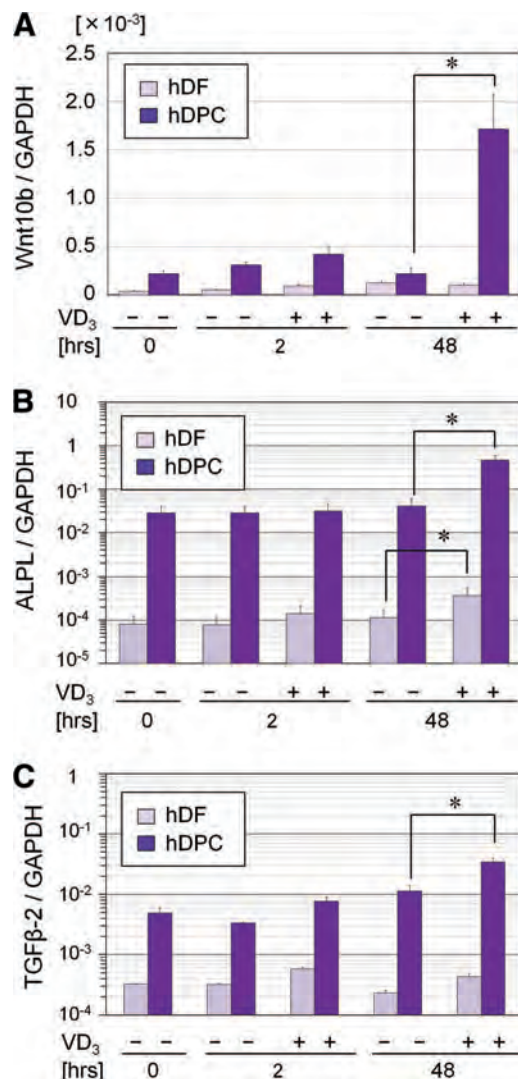 A
[×10⁻³]
Wnt10b / GAPDH
2.5
2.0
1.5
1.0
0.5
0
hDF
hDPC
*
VD₃ − − − − + + − − + +
[hrs] 0 2 48
B
ALPL / GAPDH
10
1
10⁻¹
10⁻²
10⁻³
10⁻⁴
10⁻⁵
hDF
hDPC
*
*
VD₃ − − − − + + − − + +
[hrs] 0 2 48
C
TGFβ-2 / GAPDH
1
10⁻¹
10⁻²
10⁻³
10⁻⁴
hDF
hDPC
*
VD₃ − − − − + + − − + +
[hrs] 0 2 48